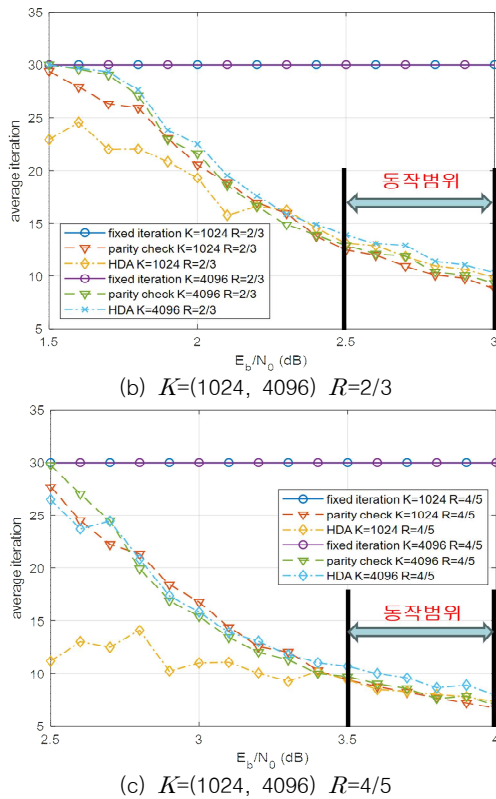 30
25
20
15
10
5
average iteration
동작범위
fixed iteration K=1024 R=2/3
parity check K=1024 R=2/3
HDA K=1024 R=2/3
fixed iteration K=4096 R=2/3
parity check K=4096 R=2/3
HDA K=4096 R=2/3
1.5 2 2.5 3
E_b/N_0 (dB)
(b) K=(1024, 4096) R=2/3
35
30
25
20
15
10
5
average iteration
fixed iteration K=1024 R=4/5
parity check K=1024 R=4/5
HDA K=1024 R=4/5
fixed iteration K=4096 R=4/5
parity check K=4096 R=4/5
HDA K=4096 R=4/5
동작범위
2.5 3 3.5 4
E_b/N_0 (dB)
(c) K=(1024, 4096) R=4/5